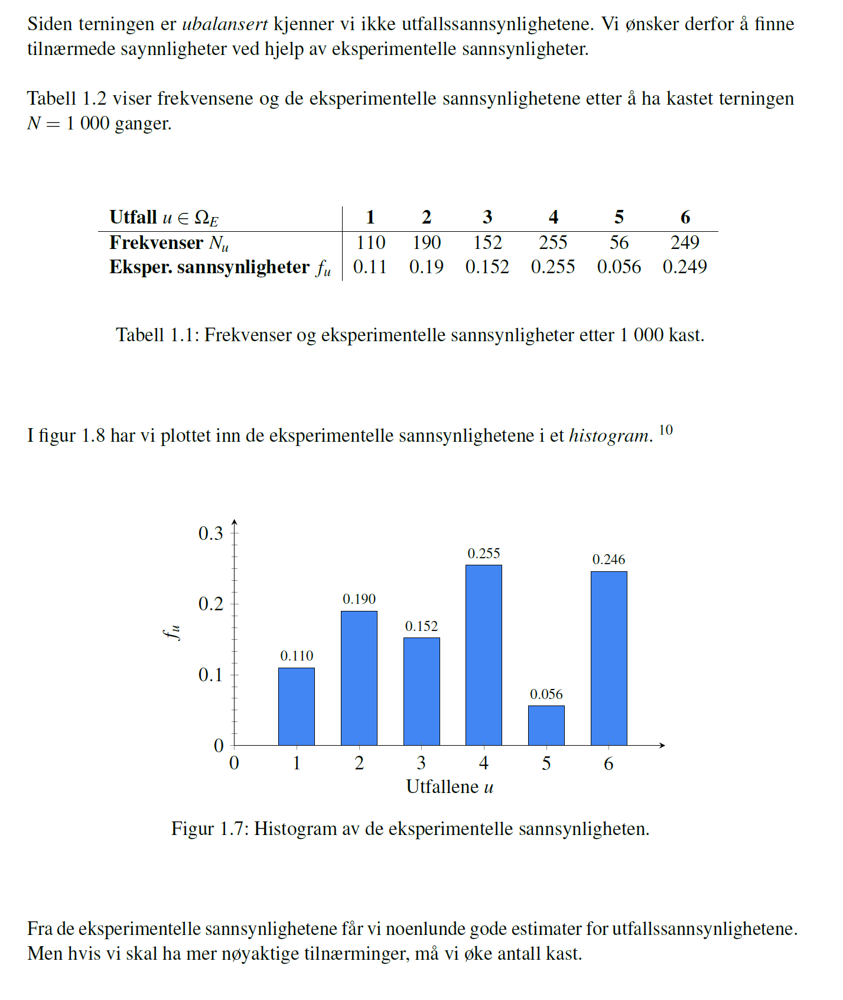 Siden terningen er ubalansert kjenner vi ikke utfallssannsynlighetene. Vi ønsker derfor å finne
tilnærmede saynnligheter ved hjelp av eksperimentelle sannsynligheter.
Tabell 1.2 viser frekvensene og de eksperimentelle sannsynlighetene etter å ha kastet terningen
N = 1 000 ganger.
Utfall u ∈ Ω_E 1 2 3 4 5 6
Frekvenser N_u 110 190 152 255 56 249
Eksper. sannsynligheter f_u 0.11 0.19 0.152 0.255 0.056 0.249
Tabell 1.1: Frekvenser og eksperimentelle sannsynligheter etter 1 000 kast.
I figur 1.8 har vi plottet inn de eksperimentelle sannsynlighetene i et histogram. 10
0.3
0.2
0.1
0
f_u
0.110
0.190
0.152
0.255
0.056
0.246
0 1 2 3 4 5 6
Utfallene u
Figur 1.7: Histogram av de eksperimentelle sannsynligheten.
Fra de eksperimentelle sannsynlighetene får vi noenlunde gode estimater for utfallssannsynlighetene.
Men hvis vi skal ha mer nøyaktige tilnærminger, må vi øke antall kast.